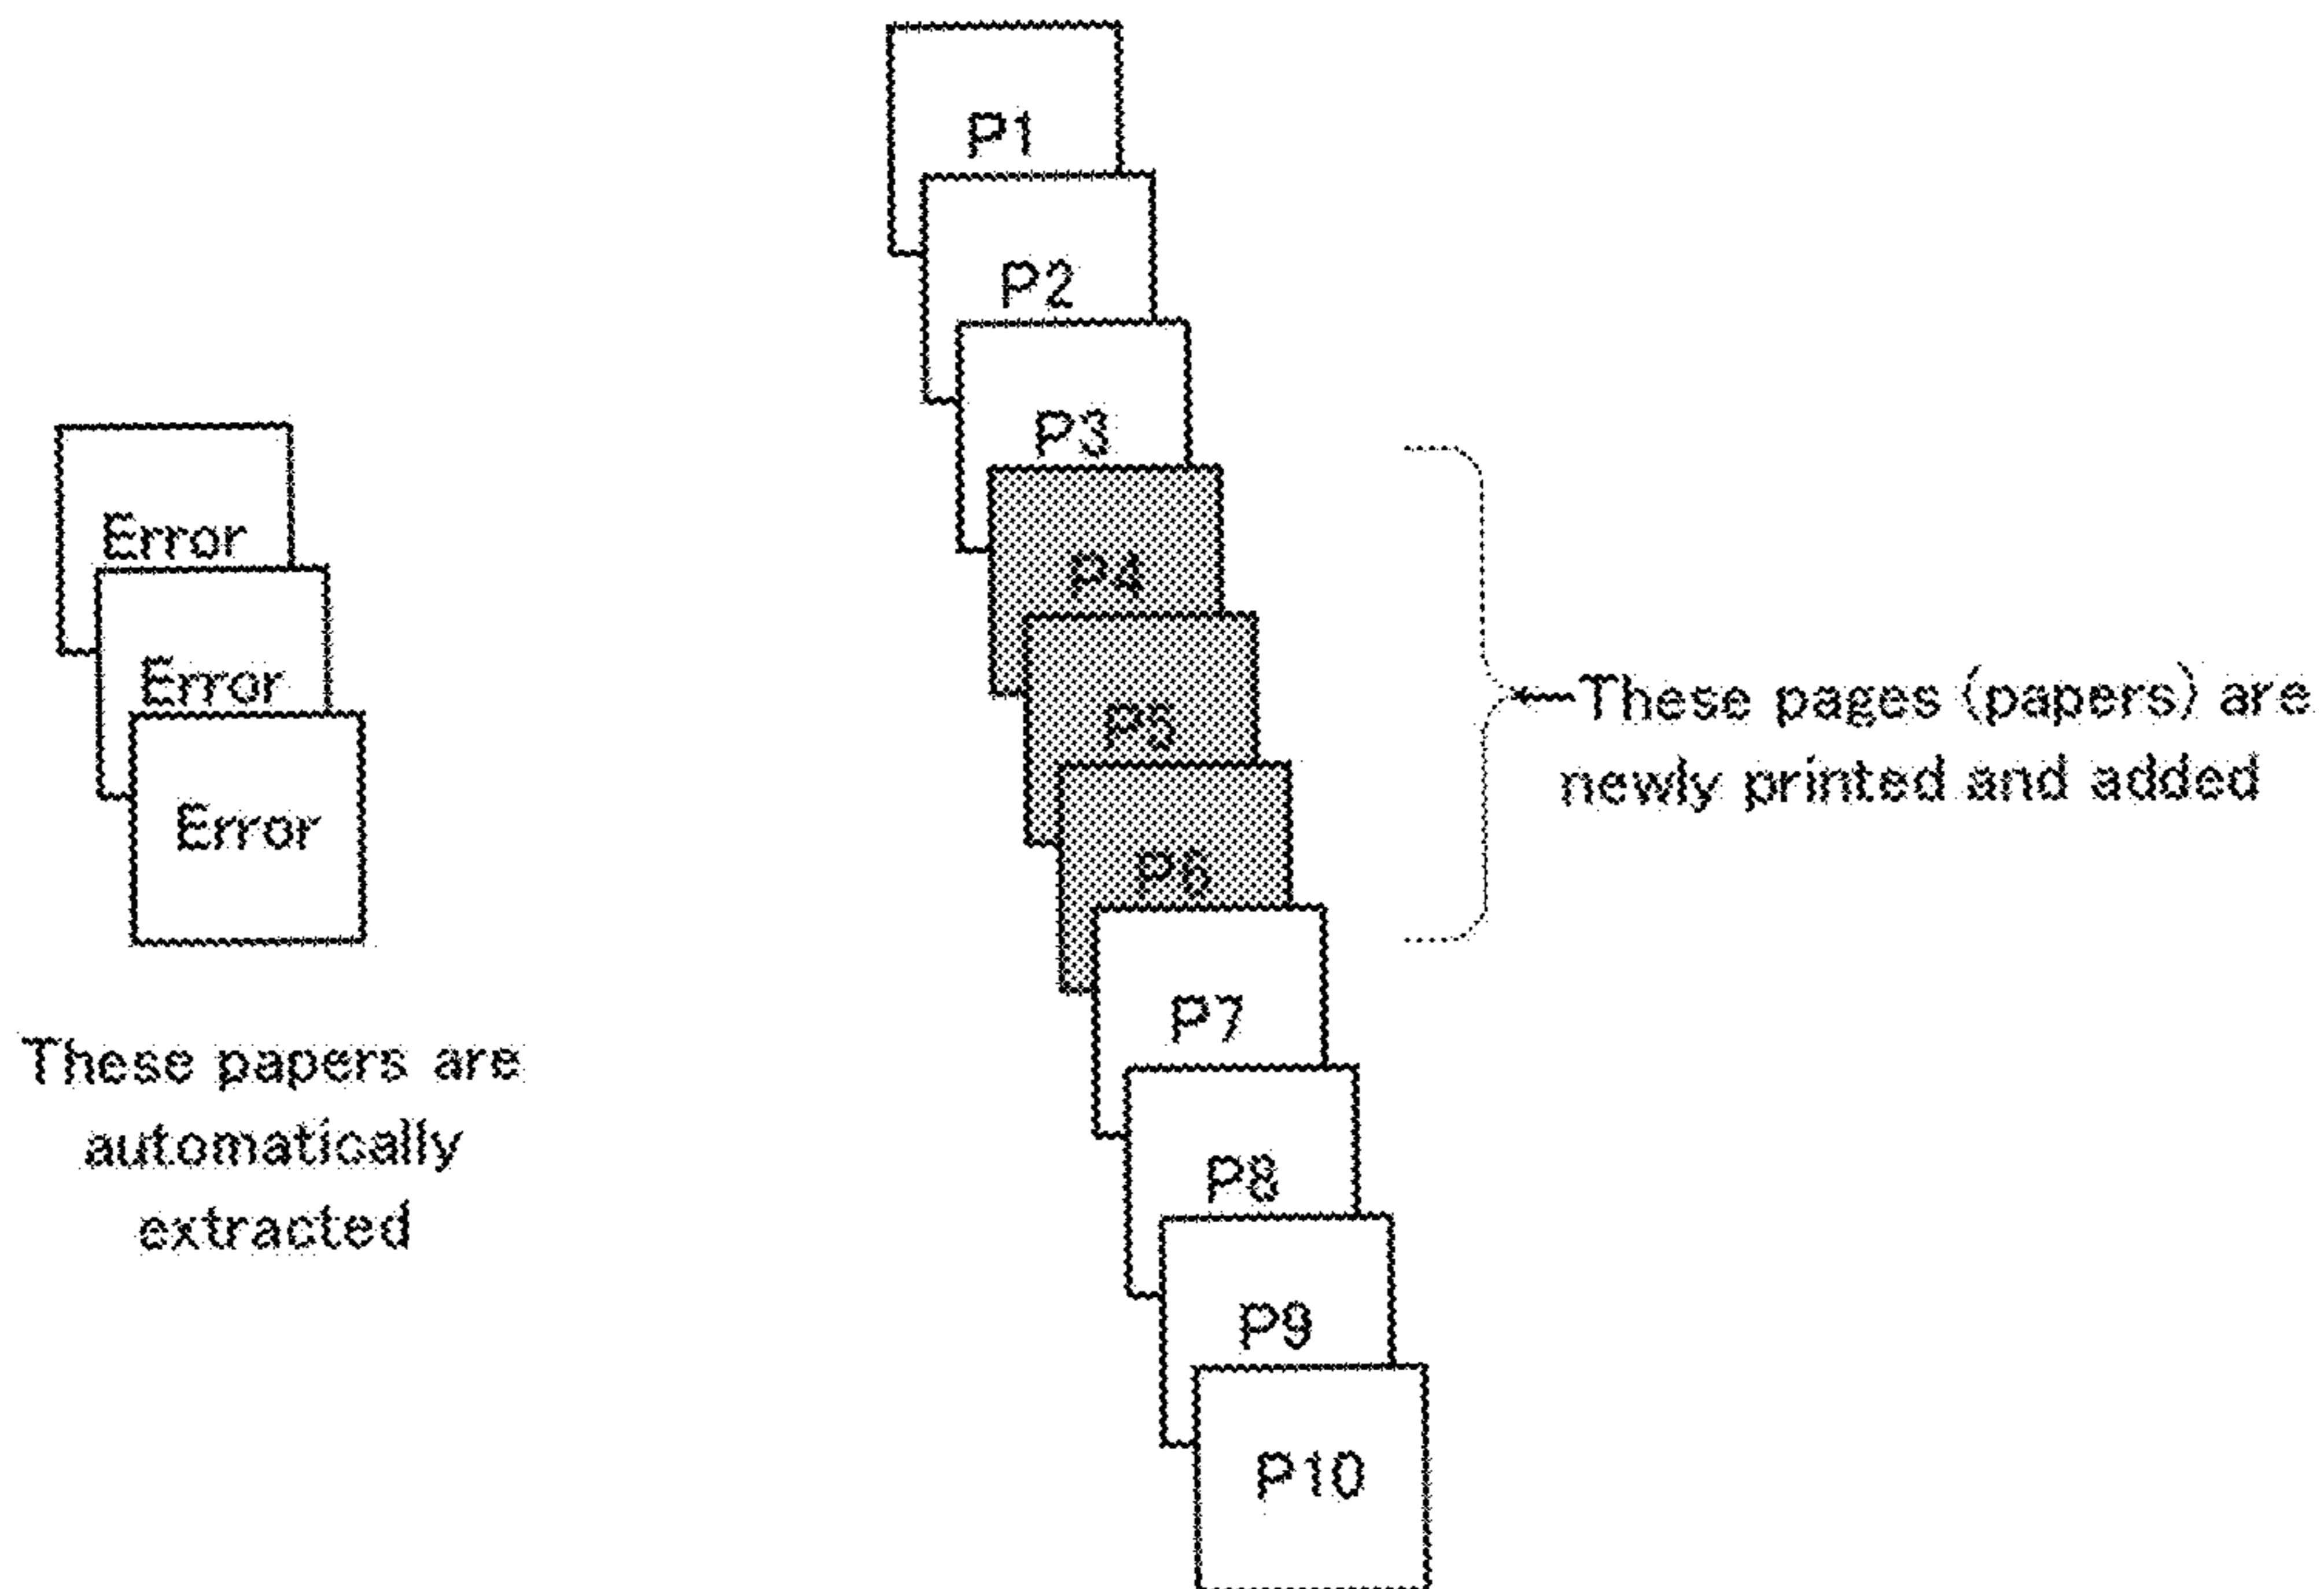 P1
P2
P3
P4
P5
P6
P7
P8
P9
P10
Error
Error
Error
These papers are
automatically
extracted
These pages (papers) are
newly printed and added